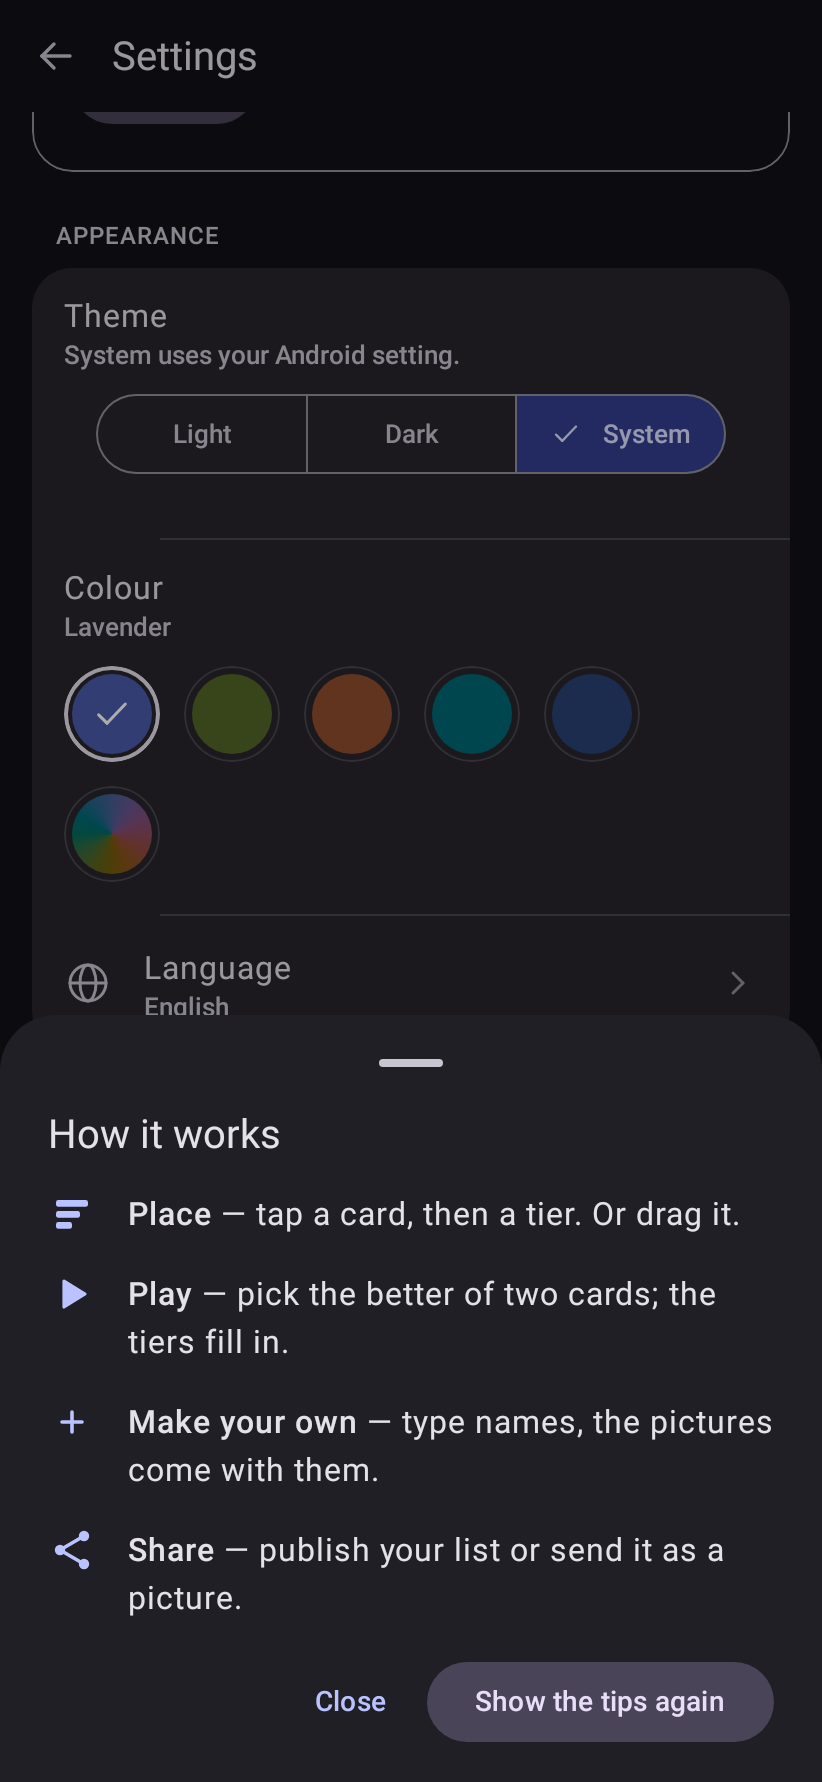 Settings
APPEARANCE
Theme
System uses your Android setting.
Light
Dark
System
Colour
Lavender
Language
English
How it works
Place — tap a card, then a tier. Or drag it.
Play — pick the better of two cards; the
tiers fill in.
Make your own — type names, the pictures
come with them.
Share — publish your list or send it as a
picture.
Close
Show the tips again